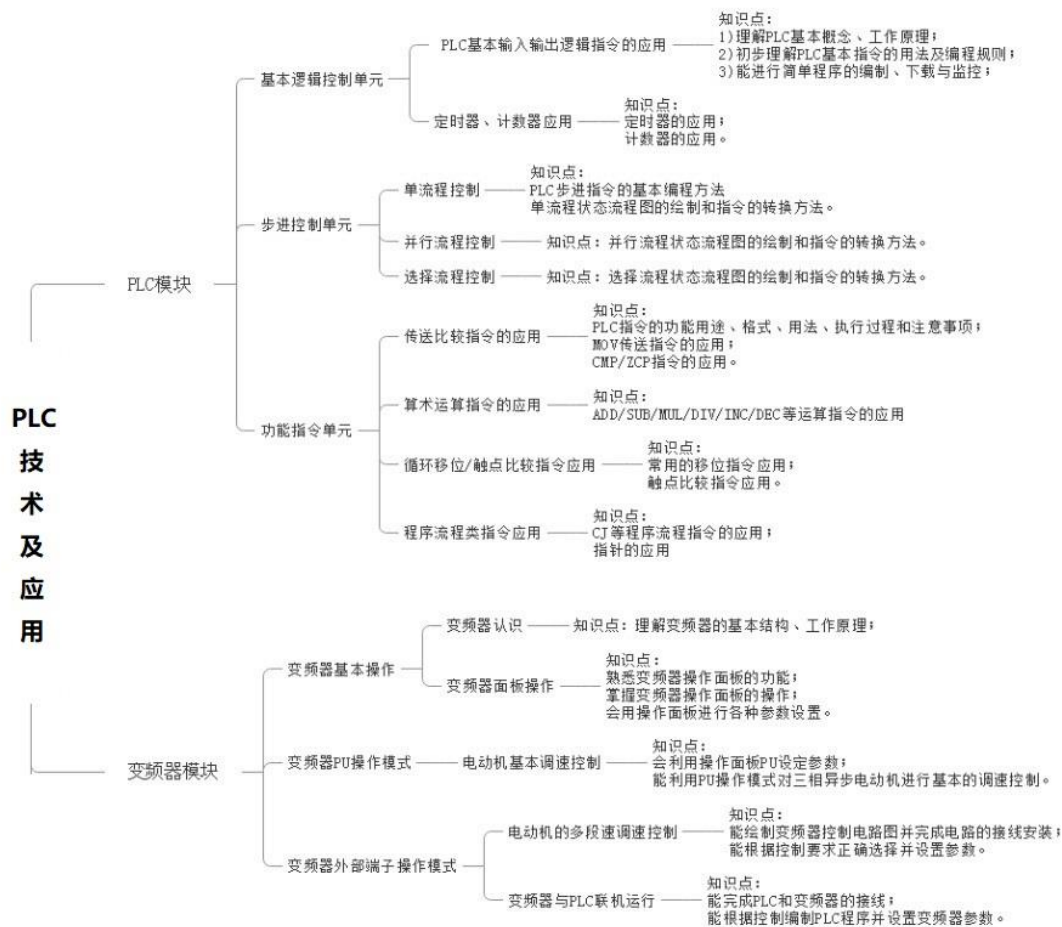 PLC
技
术
及
应
用
PLC模块
基本逻辑控制单元
PLC基本输入输出逻辑指令的应用
知识点：
1)理解PLC基本概念、工作原理；
2)初步理解PLC基本指令的用法及编程规则；
3)能进行简单程序的编制、下载与监控；
定时器、计数器应用
知识点：
定时器的应用；
计数器的应用。
步进控制单元
单流程控制
知识点：
PLC步进指令的基本编程方法
单流程状态流程图的绘制和指令的转换方法。
并行流程控制
知识点：并行流程状态流程图的绘制和指令的转换方法。
选择流程控制
知识点：选择流程状态流程图的绘制和指令的转换方法。
功能指令单元
传送比较指令的应用
知识点：
PLC指令的功能用途、格式、用法、执行过程和注意事项；
MOV传送指令的应用；
CMP/ZCP指令的应用。
算术运算指令的应用
知识点：
ADD/SUB/MUL/DIV/INC/DEC等运算指令的应用
循环移位/触点比较指令应用
知识点：
常用的移位指令应用；
触点比较指令应用。
程序流程类指令应用
知识点：
CJ等程序流程指令的应用；
指针的应用
变频器模块
变频器基本操作
变频器认识
知识点：理解变频器的基本结构、工作原理；
变频器面板操作
知识点：
熟悉变频器操作面板的功能；
掌握变频器操作面板的操作；
会用操作面板进行各种参数设置。
变频器PU操作模式
电动机基本调速控制
知识点：
会利用操作面板PU设定参数；
能利用PU操作模式对三相异步电动机进行基本的调速控制。
变频器外部端子操作模式
电动机的多段速调速控制
知识点：
能绘制变频器控制电路图并完成电路的接线安装；
能根据控制要求正确选择并设置参数。
变频器与PLC联机运行
知识点：
能完成PLC和变频器的接线；
能根据控制编制PLC程序并设置变频器参数。